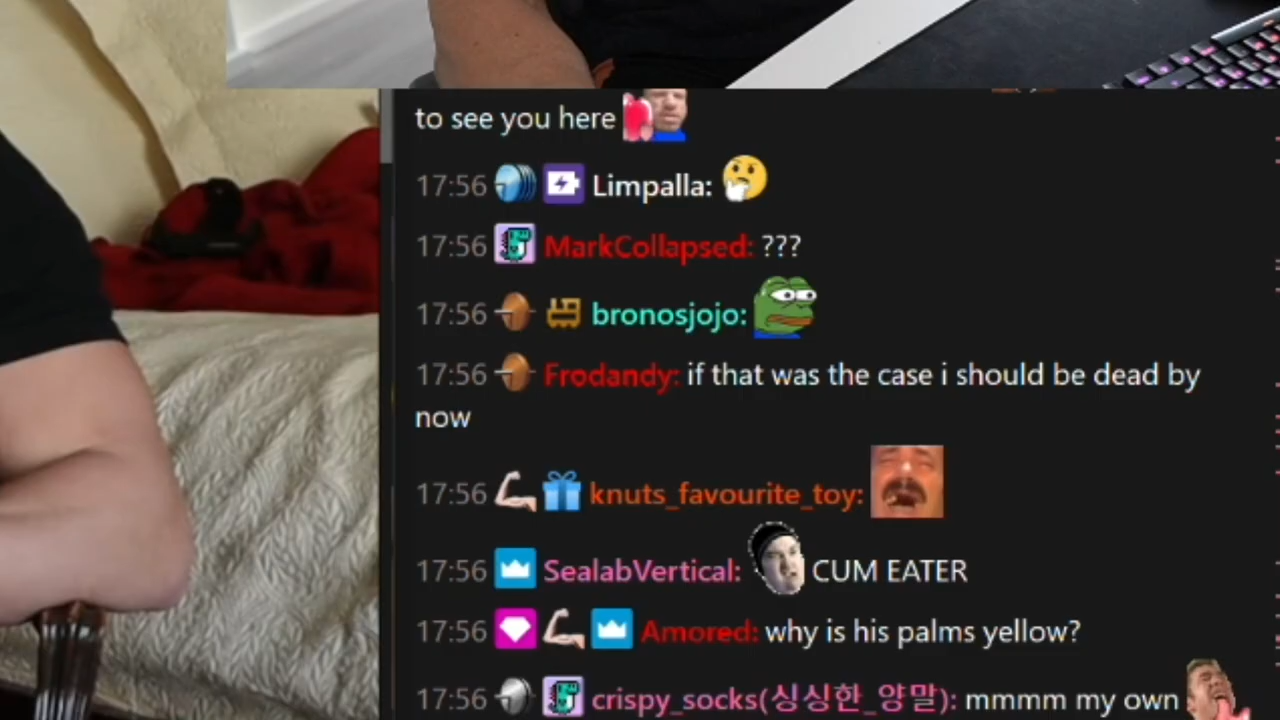 to see you here
17:56 Limpalla:
17:56 MarkCollapsed: ???
17:56 bronosjojo:
17:56 Frodandy: if that was the case i should be dead by
now
17:56 knuts_favourite_toy:
17:56 SealabVertical: CUM EATER
17:56 Amored: why is his palms yellow?
17:56 crispy_socks(싱싱한_양말): mmmm my own